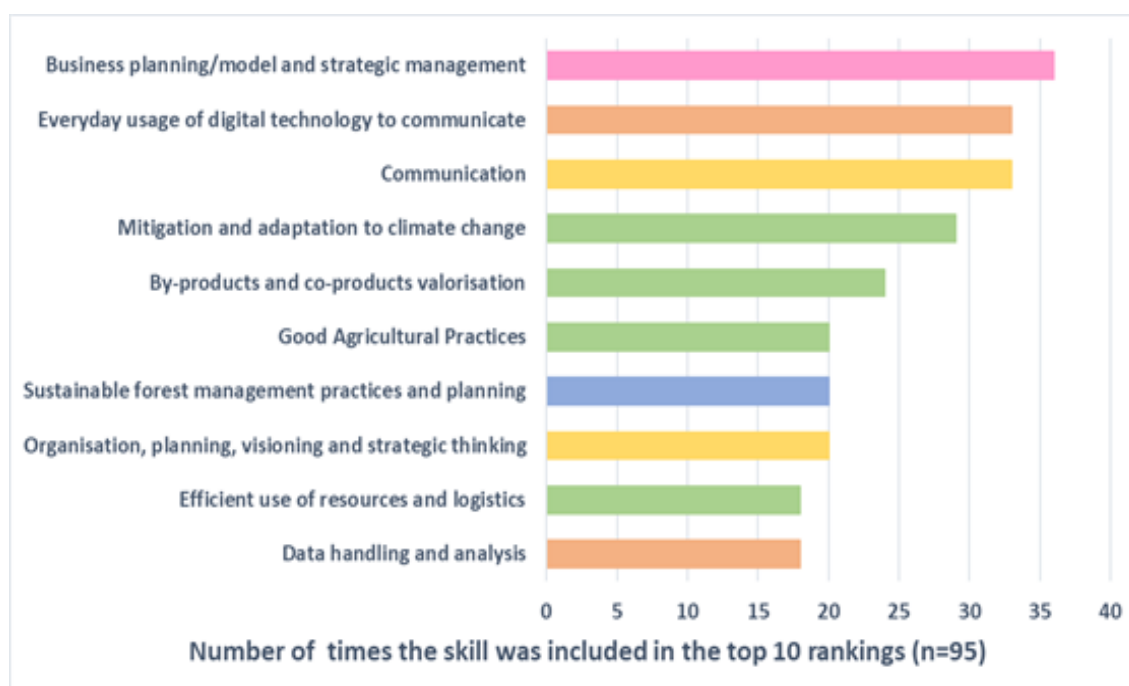 Business planning/model and strategic management
Everyday usage of digital technology to communicate
Communication
Mitigation and adaptation to climate change
By-products and co-products valorisation
Good Agricultural Practices
Sustainable forest management practices and planning
Organisation, planning, visioning and strategic thinking
Efficient use of resources and logistics
Data handling and analysis
0 5 10 15 20 25 30 35 40
Number of times the skill was included in the top 10 rankings (n=95)